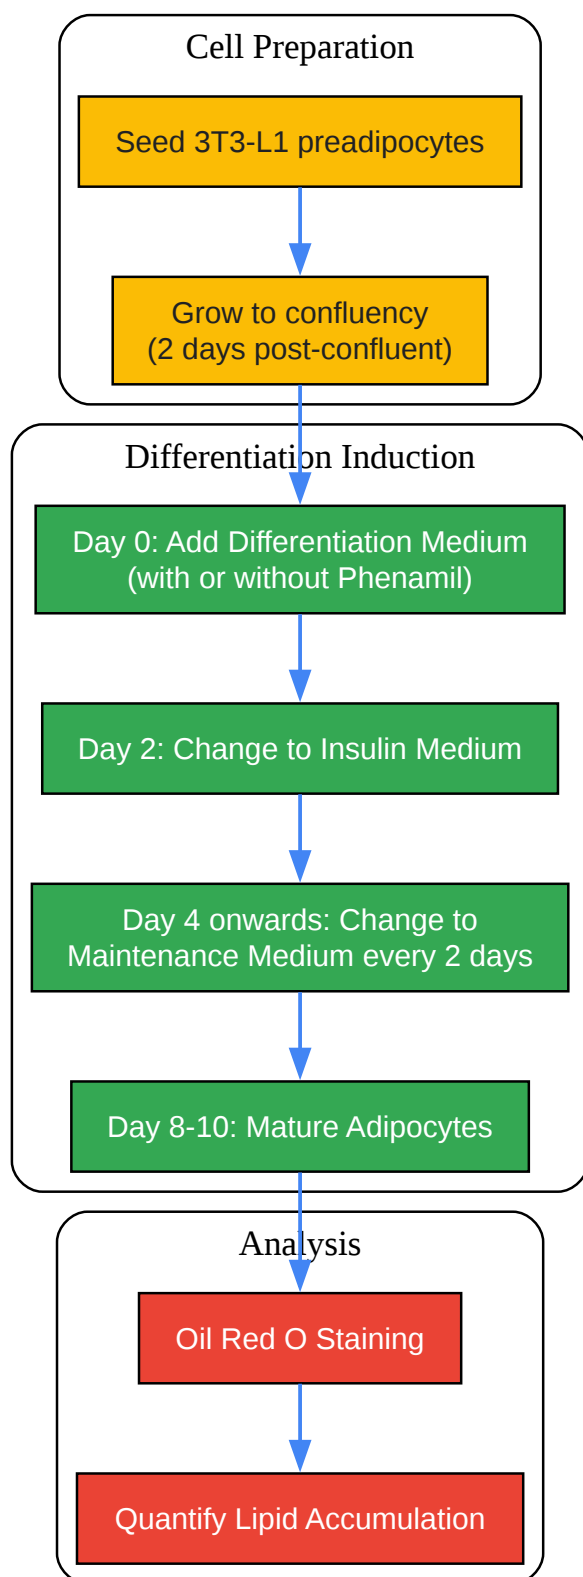 Cell Preparation
Seed 3T3-L1 preadipocytes
Grow to confluency
(2 days post-confluent)
Differentiation Induction
Day 0: Add Differentiation Medium
(with or without Phenamil)
Day 2: Change to Insulin Medium
Day 4 onwards: Change to
Maintenance Medium every 2 days
Day 8-10: Mature Adipocytes
Analysis
Oil Red O Staining
Quantify Lipid Accumulation